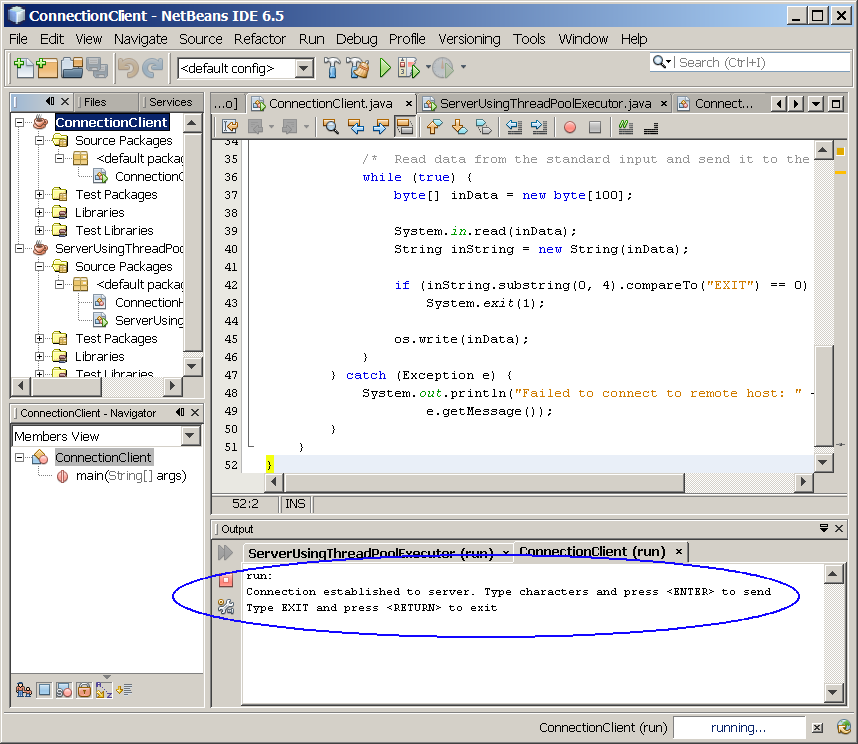 ConnectionClient - NetBeans IDE 6.5
File Edit View Navigate Source Refactor Run Debug Profile Versioning Tools Window Help
<default config>
Search (Ctrl+I)
Files
Services
...o]
ConnectionClient.java
ServerUsingThreadPoolExecutor.java
Connect...
ConnectionClient
Source Packages
<default packa
ConnectionC
Test Packages
Libraries
Test Libraries
ServerUsingThreadPoo
Source Packages
<default packa
ConnectionH
ServerUsing
Test Packages
Libraries
Test Libraries
34
35 /* Read data from the standard input and send it to the
36 while (true) {
37 byte[] inData = new byte[100];
38
39 System.in.read(inData);
40 String inString = new String(inData);
41
42 if (inString.substring(0, 4).compareTo("EXIT") == 0)
43 System.exit(1);
44
45 os.write(inData);
46 }
47 } catch (Exception e) {
48 System.out.println("Failed to connect to remote host: " +
49 e.getMessage());
50 }
51 }
52 }
52:2 INS
ConnectionClient - Navigator
Members View
ConnectionClient
main(String[] args)
Output
ServerUsingThreadPoolExecutor (run)
ConnectionClient (run)
run:
Connection established to server. Type characters and press <ENTER> to send
Type EXIT and press <RETURN> to exit
ConnectionClient (run) running...